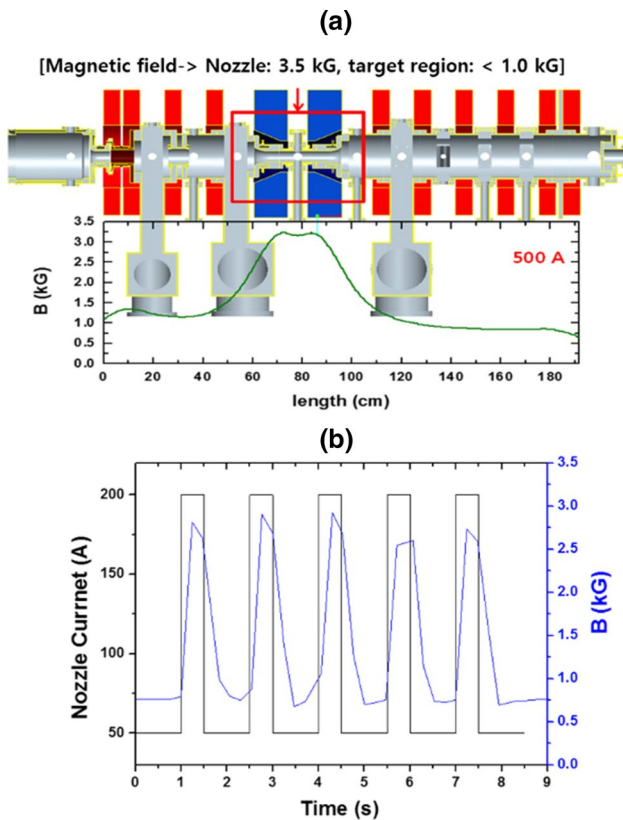 (a)
[Magnetic field-> Nozzle: 3.5 kG, target region: < 1.0 kG]
3.5
3.0
2.5
2.0
1.5
1.0
0.5
0.0
B (kG)
500 A
0 20 40 60 80 100 120 140 160 180
length (cm)
(b)
200
150
100
50
Nozzle Currnet (A)
3.5
3.0
2.5
2.0
1.5
1.0
0.5
0.0
B (kG)
0 1 2 3 4 5 6 7 8 9
Time (s)